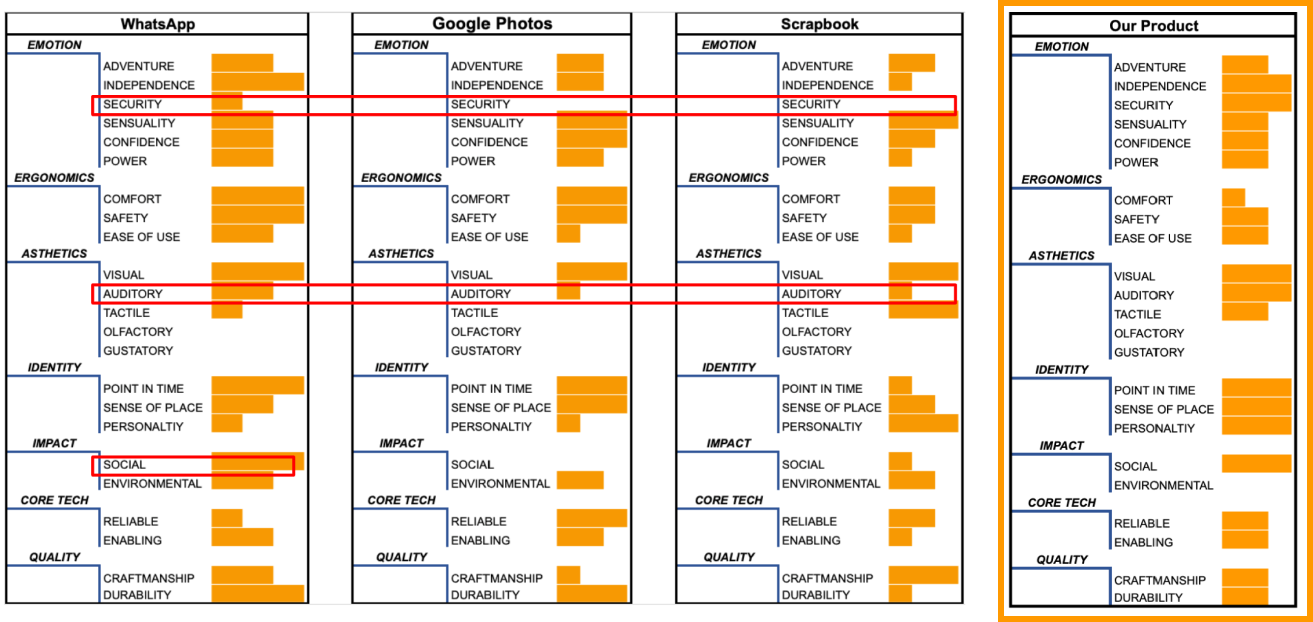 WhatsApp
EMOTION
ADVENTURE
INDEPENDENCE
SECURITY
SENSUALITY
CONFIDENCE
POWER
ERGONOMICS
COMFORT
SAFETY
EASE OF USE
ASTHETICS
VISUAL
AUDITORY
TACTILE
OLFACTORY
GUSTATORY
IDENTITY
POINT IN TIME
SENSE OF PLACE
PERSONALTIY
IMPACT
SOCIAL
ENVIRONMENTAL
CORE TECH
RELIABLE
ENABLING
QUALITY
CRAFTMANSHIP
DURABILITY
Google Photos
EMOTION
ADVENTURE
INDEPENDENCE
SECURITY
SENSUALITY
CONFIDENCE
POWER
ERGONOMICS
COMFORT
SAFETY
EASE OF USE
ASTHETICS
VISUAL
AUDITORY
TACTILE
OLFACTORY
GUSTATORY
IDENTITY
POINT IN TIME
SENSE OF PLACE
PERSONALTIY
IMPACT
SOCIAL
ENVIRONMENTAL
CORE TECH
RELIABLE
ENABLING
QUALITY
CRAFTMANSHIP
DURABILITY
Scrapbook
EMOTION
ADVENTURE
INDEPENDENCE
SECURITY
SENSUALITY
CONFIDENCE
POWER
ERGONOMICS
COMFORT
SAFETY
EASE OF USE
ASTHETICS
VISUAL
AUDITORY
TACTILE
OLFACTORY
GUSTATORY
IDENTITY
POINT IN TIME
SENSE OF PLACE
PERSONALTIY
IMPACT
SOCIAL
ENVIRONMENTAL
CORE TECH
RELIABLE
ENABLING
QUALITY
CRAFTMANSHIP
DURABILITY
Our Product
EMOTION
ADVENTURE
INDEPENDENCE
SECURITY
SENSUALITY
CONFIDENCE
POWER
ERGONOMICS
COMFORT
SAFETY
EASE OF USE
ASTHETICS
VISUAL
AUDITORY
TACTILE
OLFACTORY
GUSTATORY
IDENTITY
POINT IN TIME
SENSE OF PLACE
PERSONALTIY
IMPACT
SOCIAL
ENVIRONMENTAL
CORE TECH
RELIABLE
ENABLING
QUALITY
CRAFTMANSHIP
DURABILITY